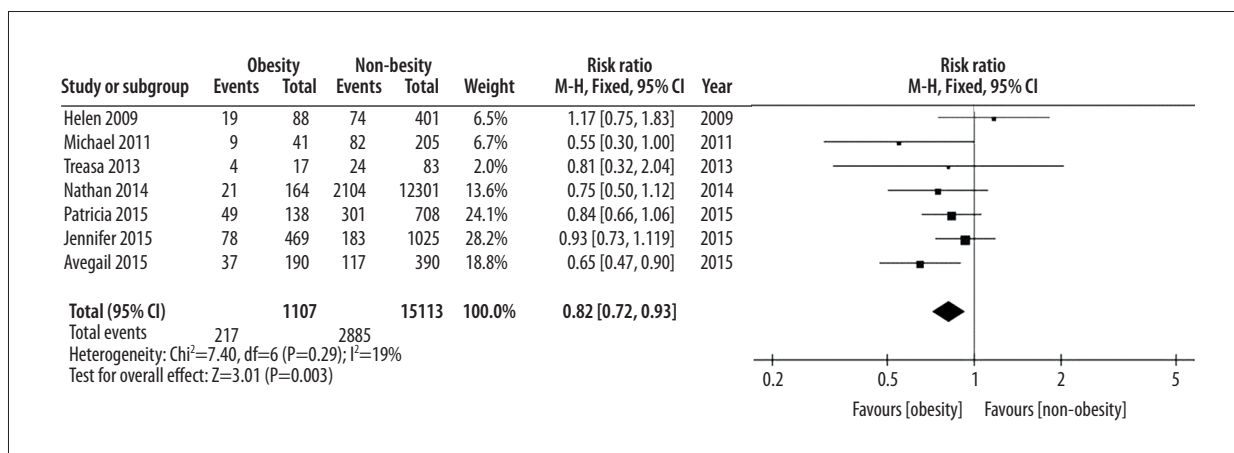 Obesity Non-besity Risk ratio Risk ratio
Study or subgroup Events Total Events Total Weight M-H, Fixed, 95% CI Year M-H, Fixed, 95% CI
Helen 2009 19 88 74 401 6.5% 1.17 [0.75, 1.83] 2009
Michael 2011 9 41 82 205 6.7% 0.55 [0.30, 1.00] 2011
Treasa 2013 4 17 24 83 2.0% 0.81 [0.32, 2.04] 2013
Nathan 2014 21 164 2104 12301 13.6% 0.75 [0.50, 1.12] 2014
Patricia 2015 49 138 301 708 24.1% 0.84 [0.66, 1.06] 2015
Jennifer 2015 78 469 183 1025 28.2% 0.93 [0.73, 1.119] 2015
Avegail 2015 37 190 117 390 18.8% 0.65 [0.47, 0.90] 2015
Total (95% CI) 1107 15113 100.0% 0.82 [0.72, 0.93]
Total events 217 2885
Heterogeneity: Chi²=7.40, df=6 (P=0.29); I²=19%
Test for overall effect: Z=3.01 (P=0.003)
0.2 0.5 1 2 5
Favours [obesity] Favours [non-obesity]